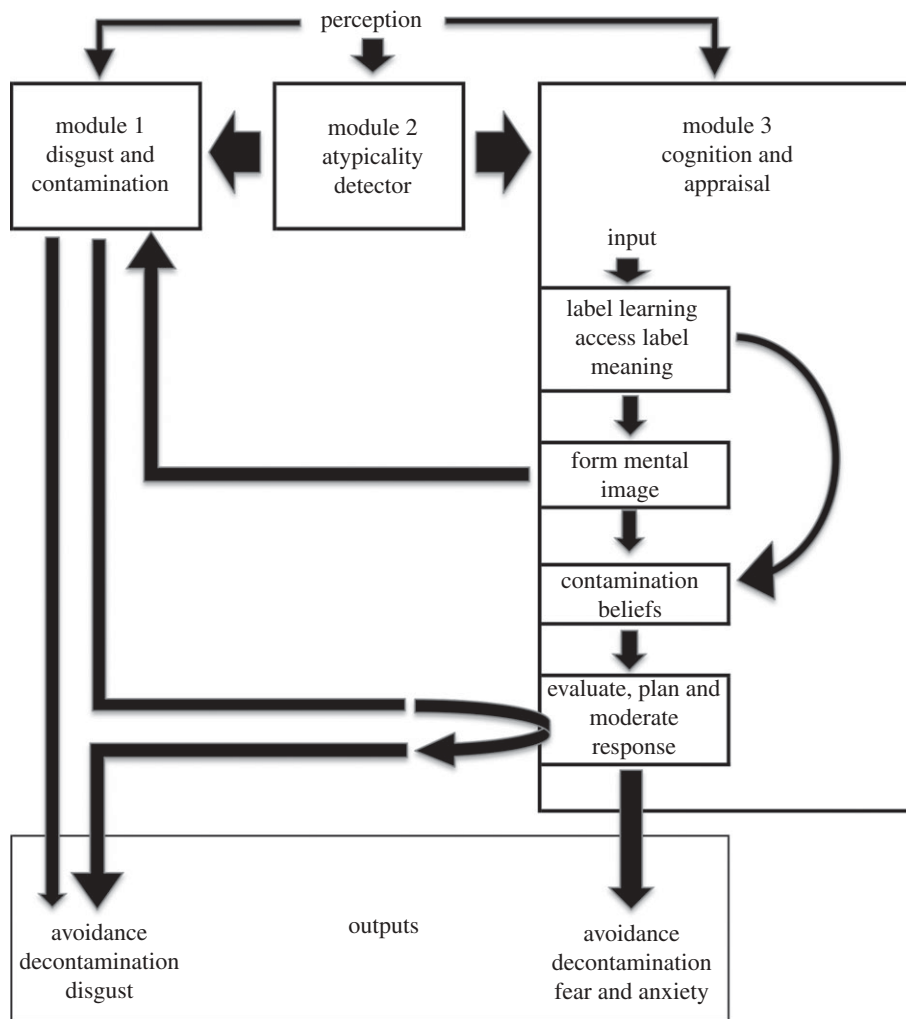 perception
module 1
disgust and
contamination
module 2
atypicality
detector
module 3
cognition and
appraisal
input
label learning
access label
meaning
form mental
image
contamination
beliefs
evaluate, plan and
moderate
response
outputs
avoidance
decontamination
disgust
avoidance
decontamination
fear and anxiety